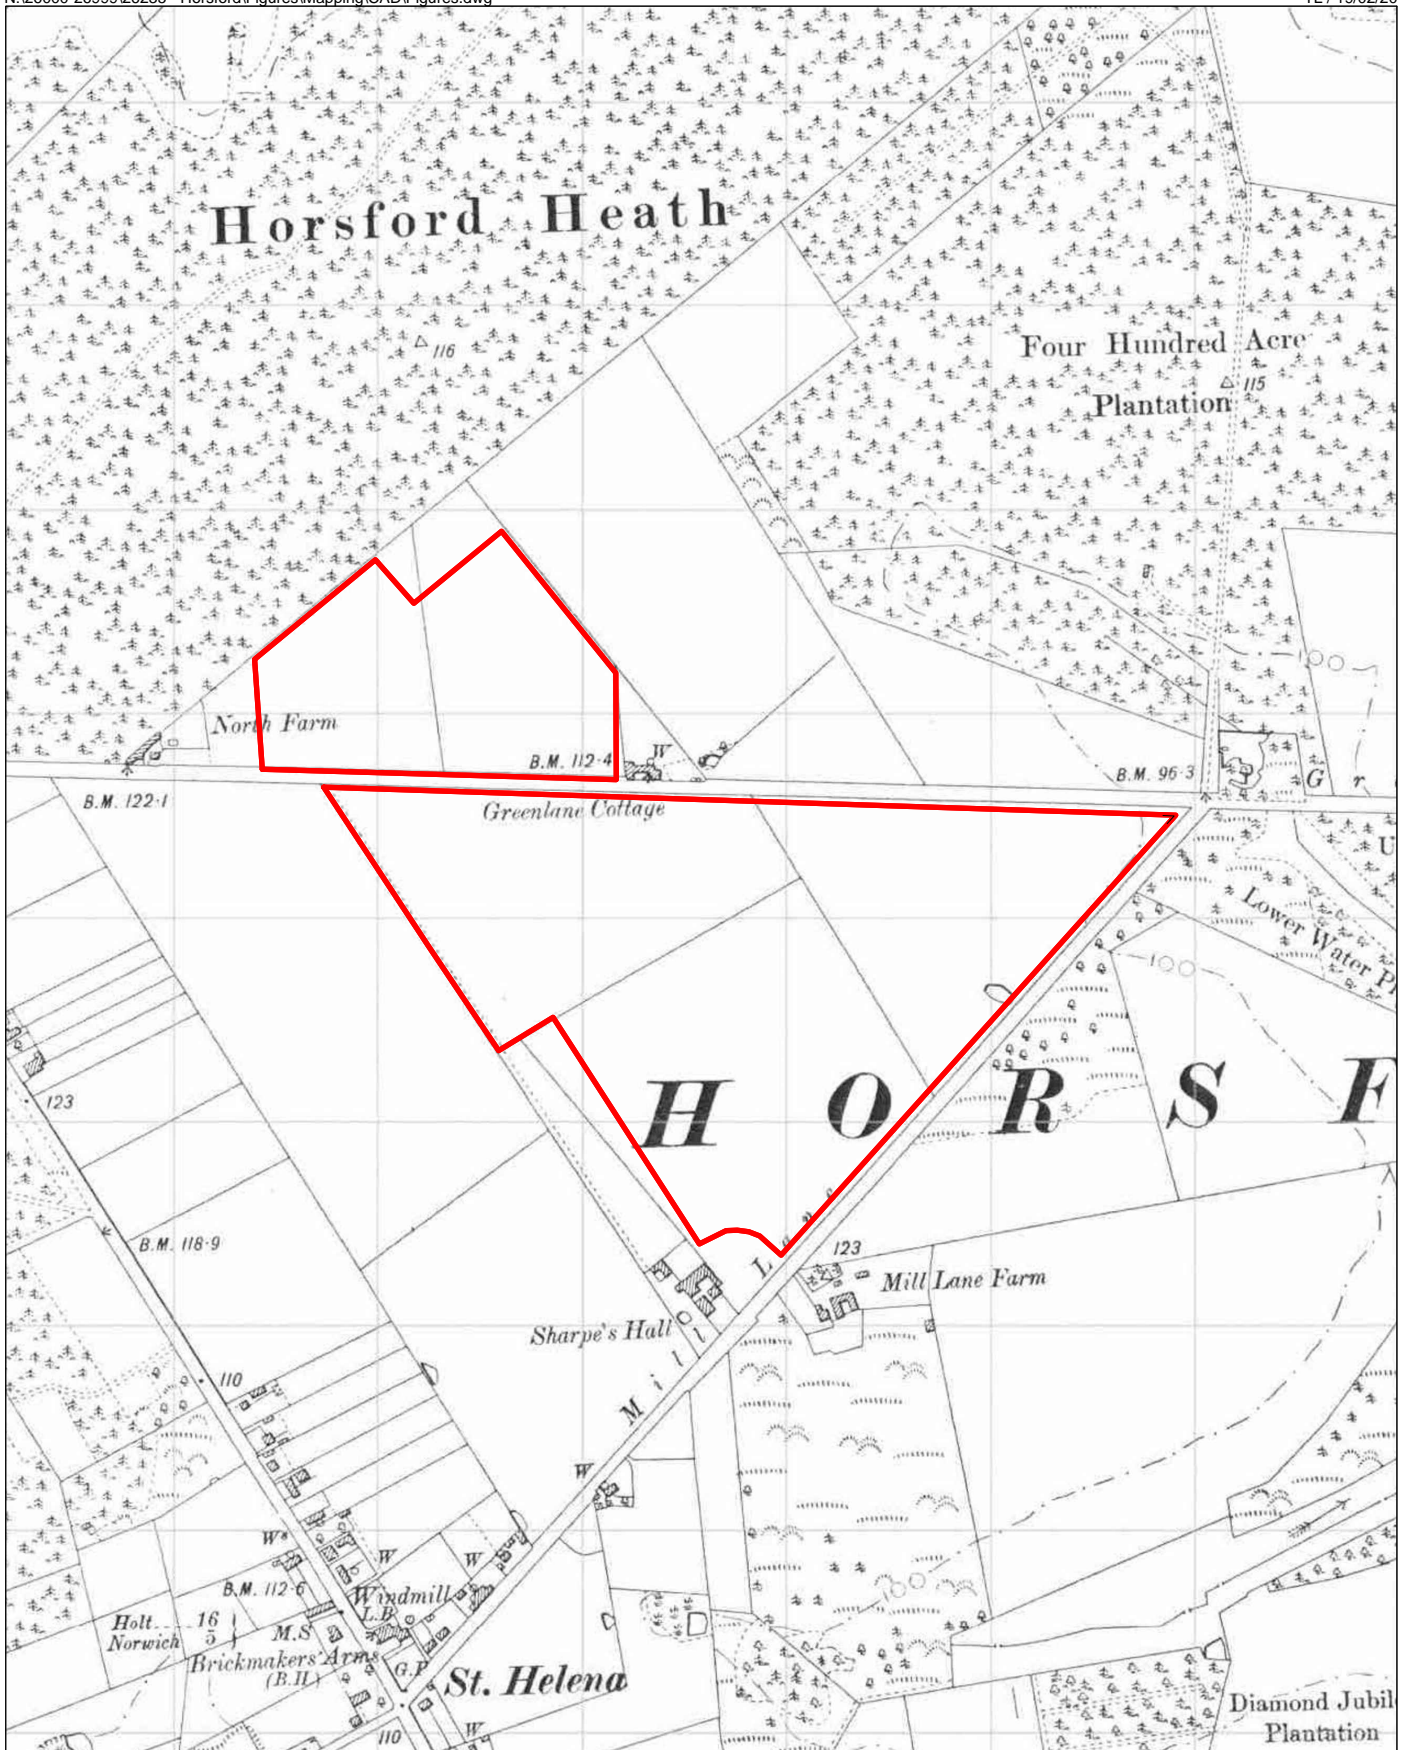 Horsford Heath
116
Four Hundred Acre
115
Plantation
North Farm
B.M. 112·4
W
B.M. 96·3
G r
B.M. 122·1
Greenlane Cottage
U
Lower Water
123
HORSF
B.M. 118·9
123
Mill Lane Farm
Sharpe's Hall
Mill Lane
110
W
Ws
W
W
B.M. 112·6
Windmill
L.B
Holt 16
Norwich 5
M.S
Brickmakers' Arms
(B.H.)
G.P
St. Helena
W
110
Diamond Jubil
Plantation